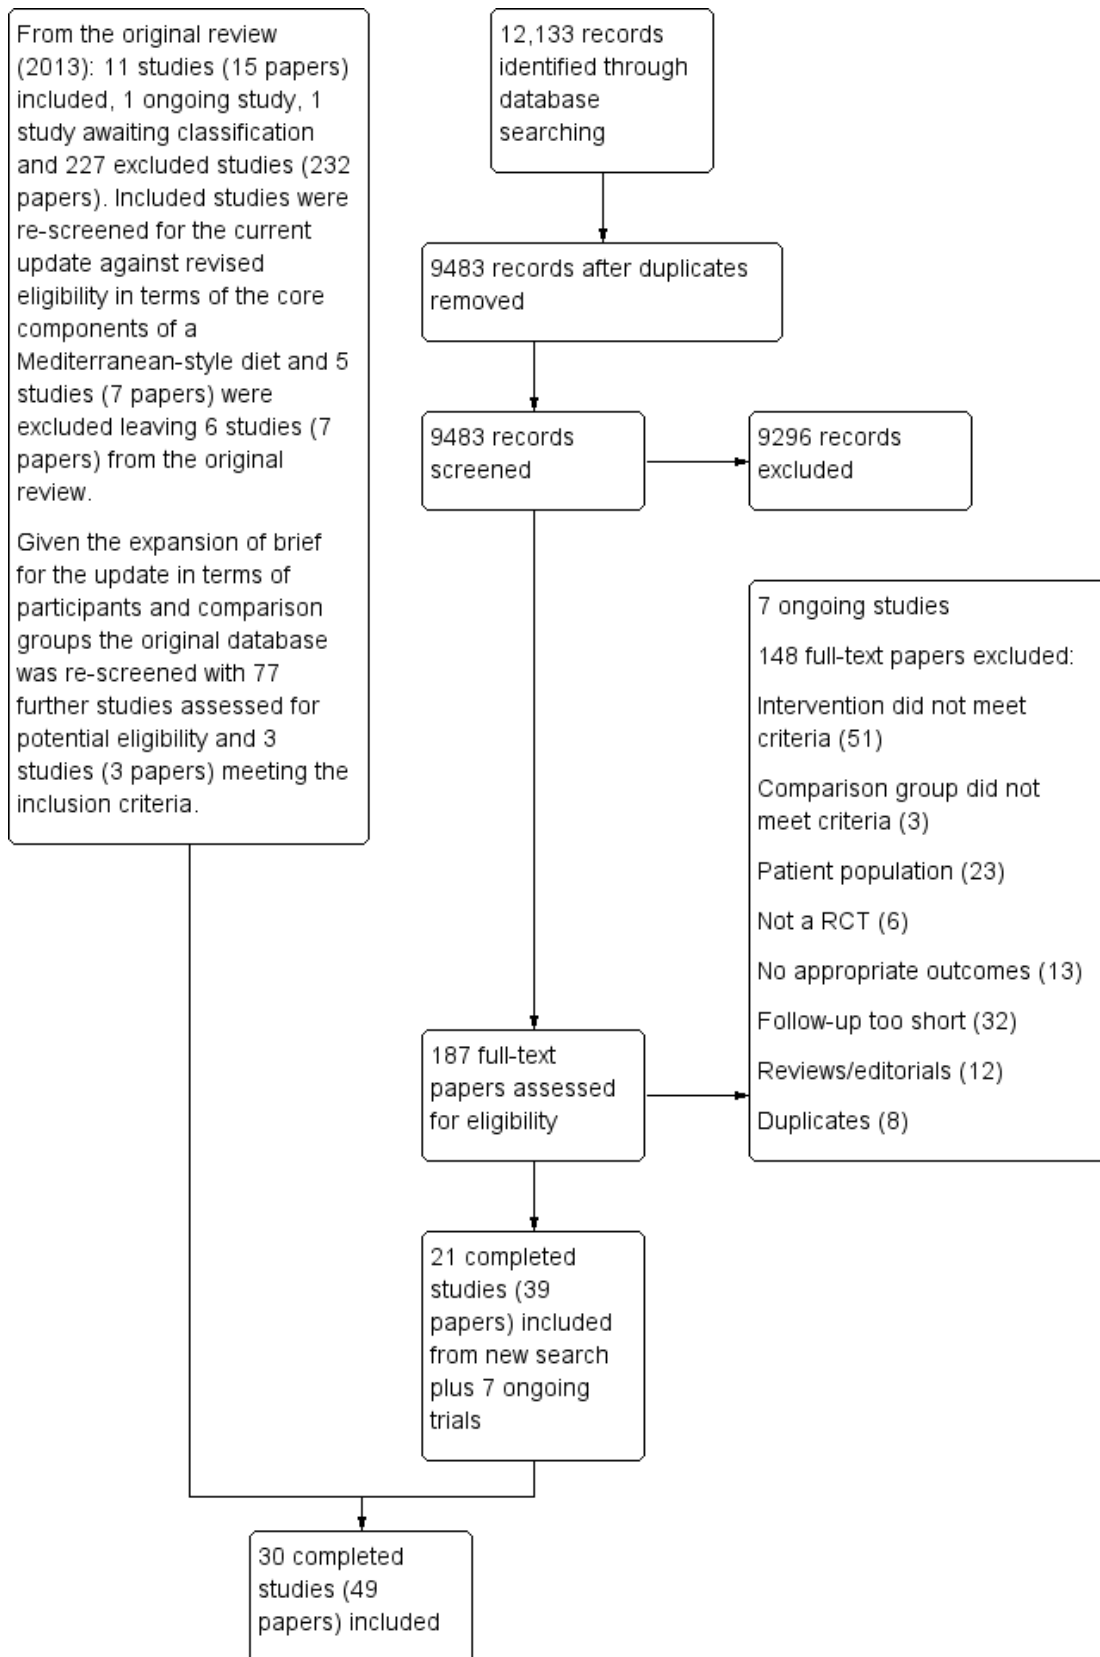 From the original review
(2013): 11 studies (15 papers)
included, 1 ongoing study, 1
study awaiting classification
and 227 excluded studies (232
papers). Included studies were
re-screened for the current
update against revised
eligibility in terms of the core
components of a
Mediterranean-style diet and 5
studies (7 papers) were
excluded leaving 6 studies (7
papers) from the original
review.
Given the expansion of brief
for the update in terms of
participants and comparison
groups the original database
was re-screened with 77
further studies assessed for
potential eligibility and 3
studies (3 papers) meeting the
inclusion criteria.
12,133 records
identified through
database
searching
9483 records after duplicates
removed
9483 records
screened
9296 records
excluded
7 ongoing studies
148 full-text papers excluded:
Intervention did not meet
criteria (51)
Comparison group did not
meet criteria (3)
Patient population (23)
Not a RCT (6)
No appropriate outcomes (13)
Follow-up too short (32)
Reviews/editorials (12)
Duplicates (8)
187 full-text
papers assessed
for eligibility
21 completed
studies (39
papers) included
from new search
plus 7 ongoing
trials
30 completed
studies (49
papers) included